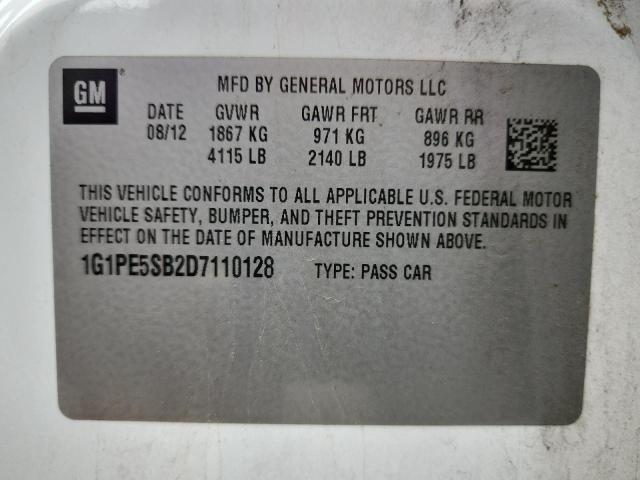 GM
MFD BY GENERAL MOTORS LLC
DATE GVWR GAWR FRT GAWR RR
08/12 1867 KG 971 KG 896 KG
4115 LB 2140 LB 1975 LB
THIS VEHICLE CONFORMS TO ALL APPLICABLE U.S. FEDERAL MOTOR
VEHICLE SAFETY, BUMPER, AND THEFT PREVENTION STANDARDS IN
EFFECT ON THE DATE OF MANUFACTURE SHOWN ABOVE.
1G1PE5SB2D7110128 TYPE: PASS CAR